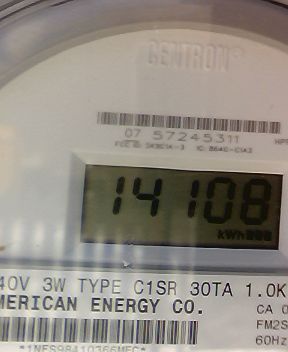 CENTRON®
07 57245311
14108
kWh
40V 3W TYPE C1SR 30TA 1.0K
MERICAN ENERGY CO.
CA 0
FM2S
60Hz